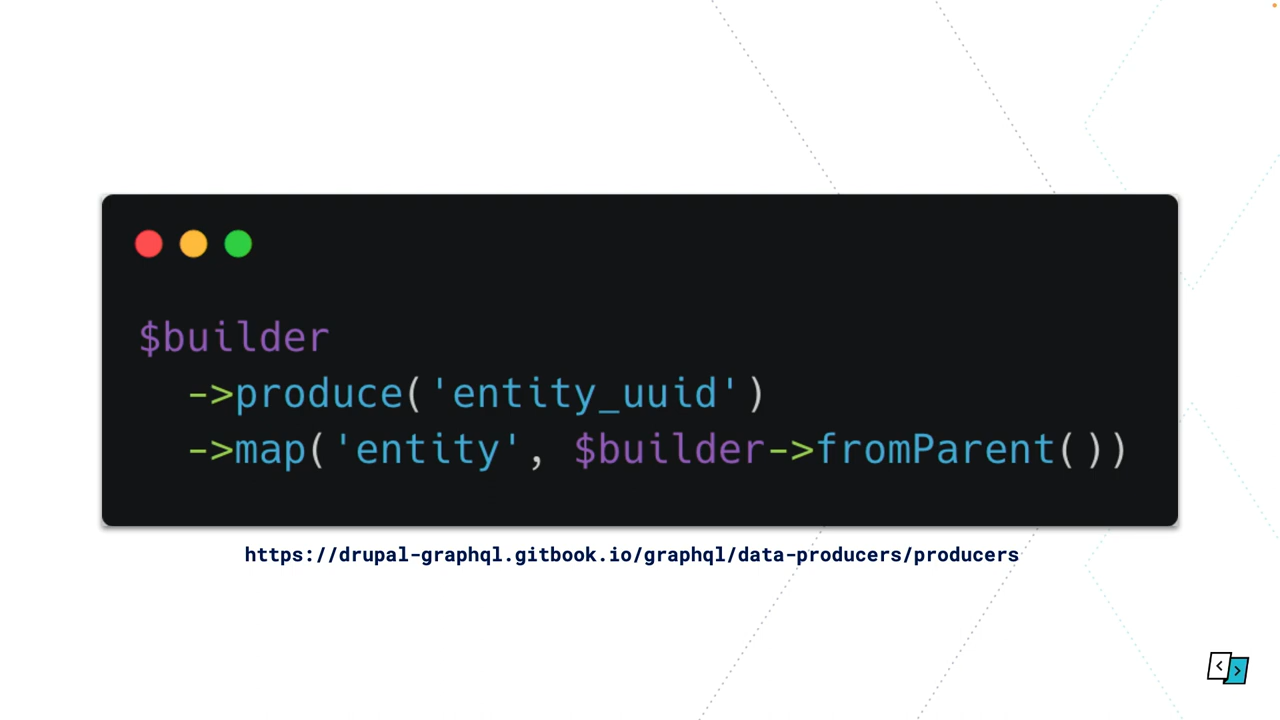 $builder
->produce('entity_uuid')
->map('entity', $builder->fromParent())
https://drupal-graphql.gitbook.io/graphql/data-producers/producers